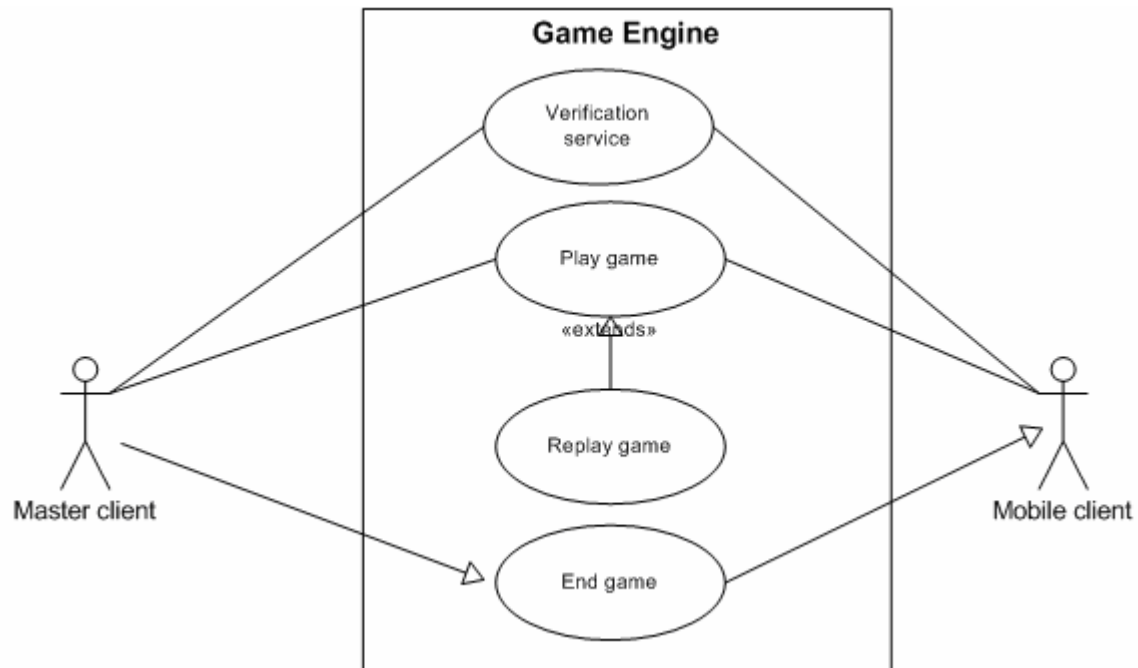 Game Engine
Verification
service
Play game
«extends»
Replay game
Master client
Mobile client
End game